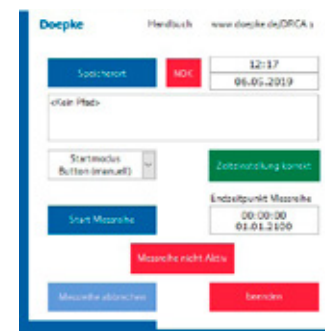 Doepke Handbuch www.doepke.de/DRCA
Speicherort NOK 12:17
06.05.2019
<Kein Pfad>
Startmodus
Button (manuell)
Zeiteinstellung korrekt
Endzeitpunkt Messreihe
Start Messreihe 00:00:00
01.01.2100
Messreihe nicht Aktiv
Messreihe abbrechen beenden